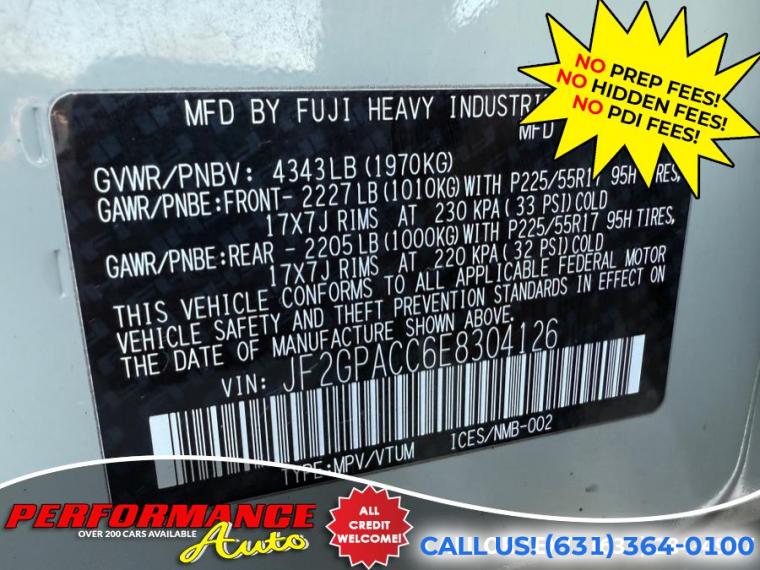 NO PREP FEES!
NO HIDDEN FEES!
NO PDI FEES!
MFD BY FUJI HEAVY
MFD
GVWR/PNBV: 4343LB (1970KG)
GAWR/PNBE:FRONT- 2227LB (1010KG) WITH P225/55R17 95H TIRES,
17X7J RIMS AT 230 KPA (33 PSI) COLD
GAWR/PNBE:REAR - 2205LB (1000KG) WITH P225/55R17 95H TIRES,
17X7J RIMS AT 220 KPA (32 PSI) COLD
THIS VEHICLE CONFORMS TO ALL APPLICABLE FEDERAL MOTOR
VEHICLE SAFETY AND THEFT PREVENTION STANDARDS IN EFFECT ON
THE DATE OF MANUFACTURE SHOWN ABOVE.
VIN: JF2GPACC6E8304126
TYPE:MPV/VTUM ICES/NMB-002
PERFORMANCE
OVER 200 CARS AVAILABLE
Auto
ALL
CREDIT
WELCOME!
CALL US! (631) 364-0100